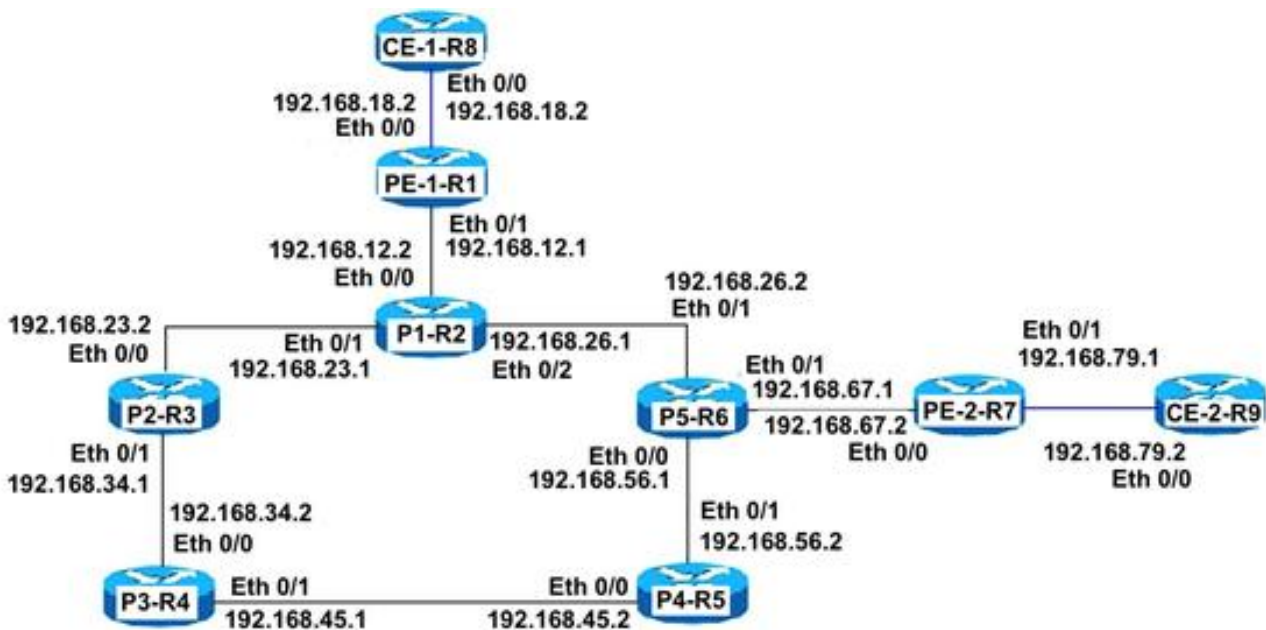 CE-1-R8
Eth 0/0
192.168.18.2
192.168.18.2
Eth 0/0
PE-1-R1
Eth 0/1
192.168.12.1
192.168.12.2
Eth 0/0
192.168.26.2
Eth 0/1
P1-R2
192.168.23.2
Eth 0/0
Eth 0/1
192.168.23.1
192.168.26.1
Eth 0/2
Eth 0/1
192.168.79.1
Eth 0/1
192.168.67.1
P2-R3
P5-R6
PE-2-R7
CE-2-R9
192.168.67.2
Eth 0/0
192.168.79.2
Eth 0/0
Eth 0/1
192.168.34.1
Eth 0/0
192.168.56.1
192.168.34.2
Eth 0/0
Eth 0/1
192.168.56.2
P3-R4
Eth 0/1
192.168.45.1
Eth 0/0
192.168.45.2
P4-R5